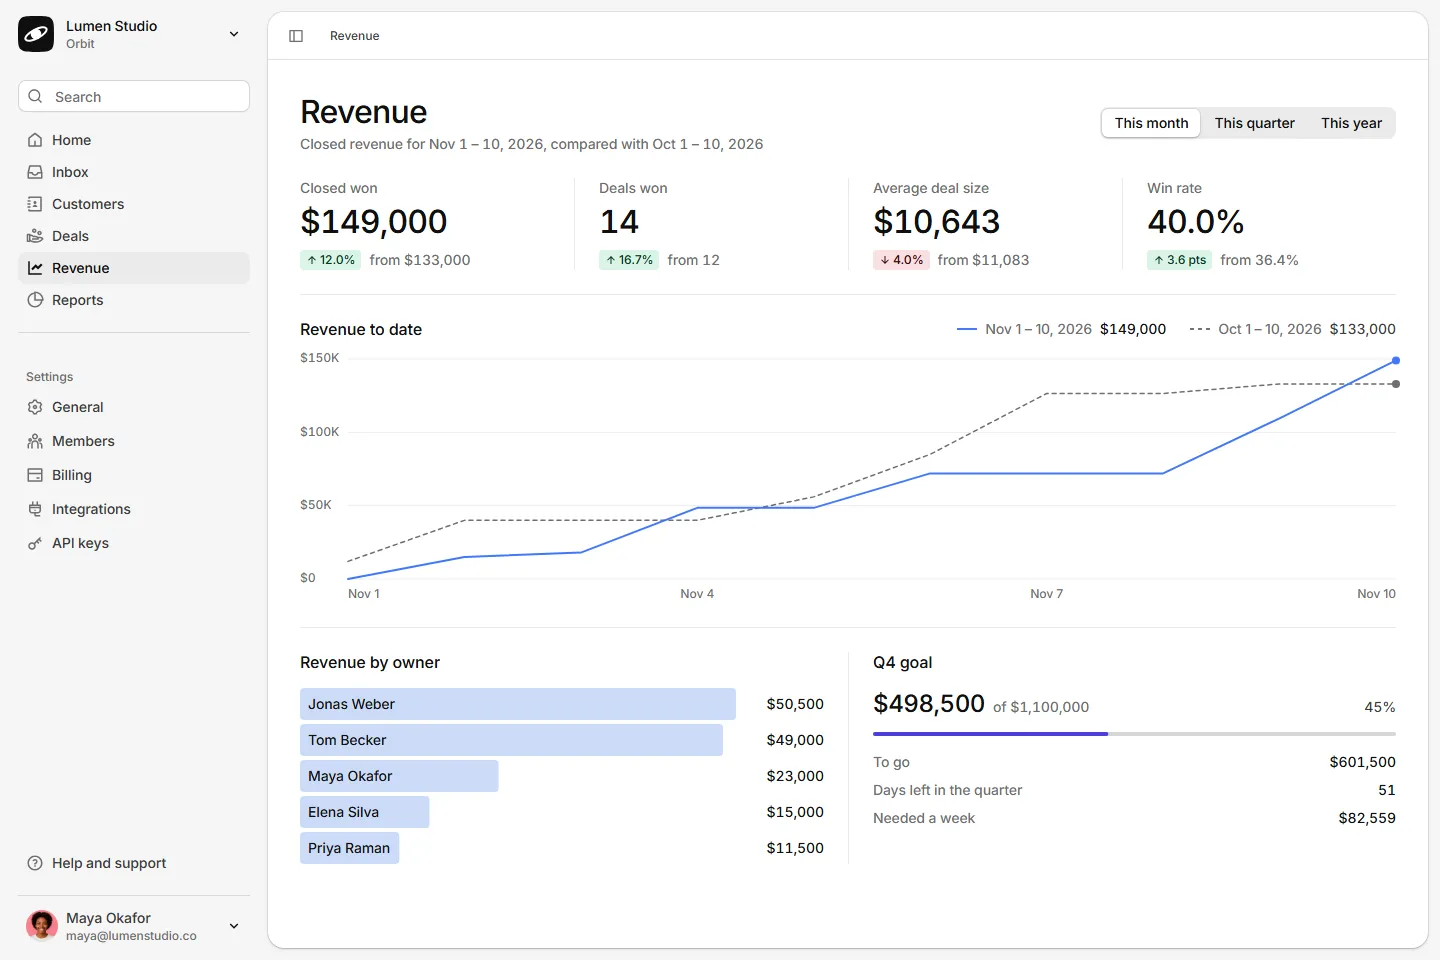 Lumen Studio
Orbit
Search
Home
Inbox
Customers
Deals
Revenue
Reports
Settings
General
Members
Billing
Integrations
API keys
Help and support
Maya Okafor
maya@lumenstudio.co
Revenue
Revenue
Closed revenue for Nov 1 – 10, 2026, compared with Oct 1 – 10, 2026
This month This quarter This year
Closed won
$149,000
↑ 12.0% from $133,000
Deals won
14
↑ 16.7% from 12
Average deal size
$10,643
↓ 4.0% from $11,083
Win rate
40.0%
↑ 3.6 pts from 36.4%
Revenue to date
Nov 1 – 10, 2026 $149,000 Oct 1 – 10, 2026 $133,000
$150K
$100K
$50K
$0
Nov 1 Nov 4 Nov 7 Nov 10
Revenue by owner
Jonas Weber $50,500
Tom Becker $49,000
Maya Okafor $23,000
Elena Silva $15,000
Priya Raman $11,500
Q4 goal
$498,500 of $1,100,000 45%
To go $601,500
Days left in the quarter 51
Needed a week $82,559